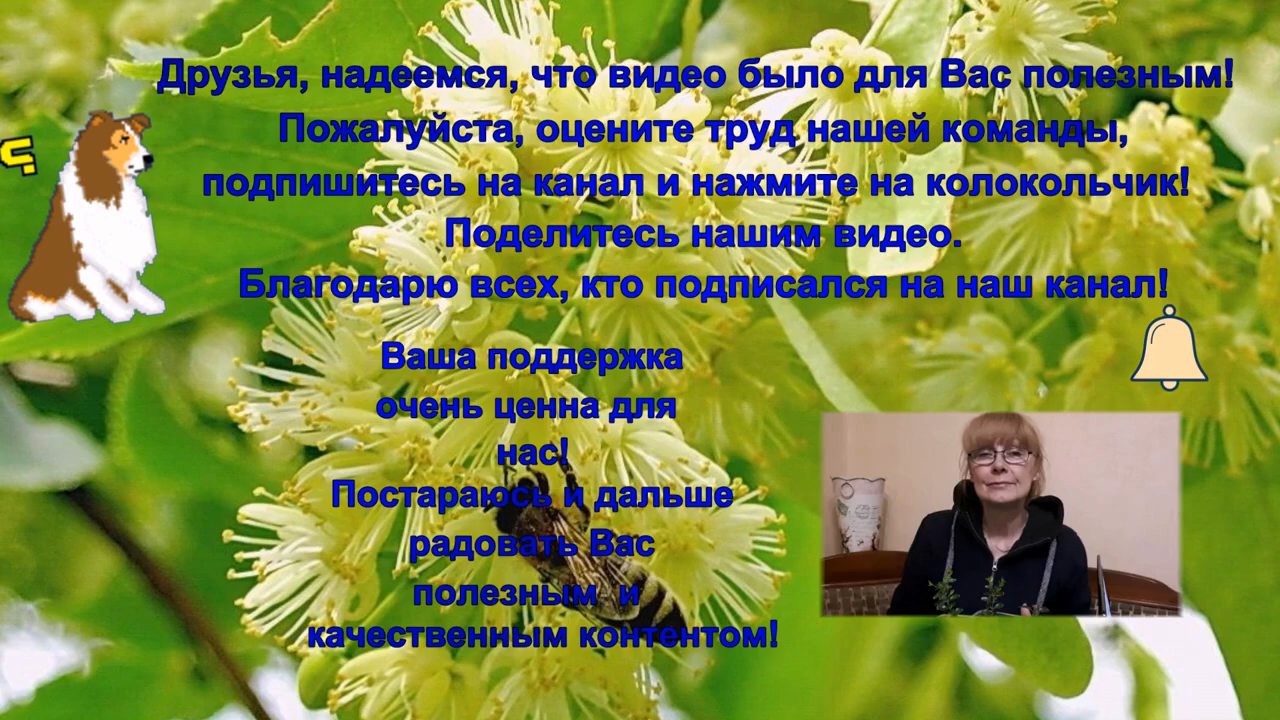 Друзья, надеемся, что видео было для Вас полезным!
Пожалуйста, оцените труд нашей команды,
подпишитесь на канал и нажмите на колокольчик!
Поделитесь нашим видео.
Благодарю всех, кто подписался на наш канал!
Ваша поддержка
очень ценна для
нас!
Постараюсь и дальше
радовать Вас
полезным и
качественным контентом!